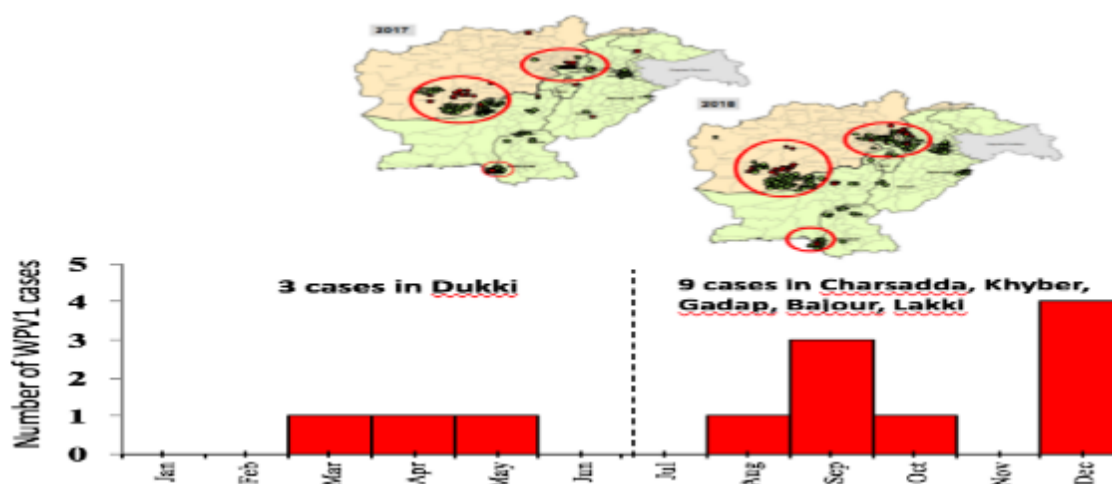 2017
2018
Number of WPV1 cases
5
4
3
2
1
0
3 cases in Dukki
9 cases in Charsadda, Khyber,
Gadap, Bajour, Lakki
Jan
Feb
Mar
Apr
May
Jun
Jul
Aug
Sep
Oct
Nov
Dec